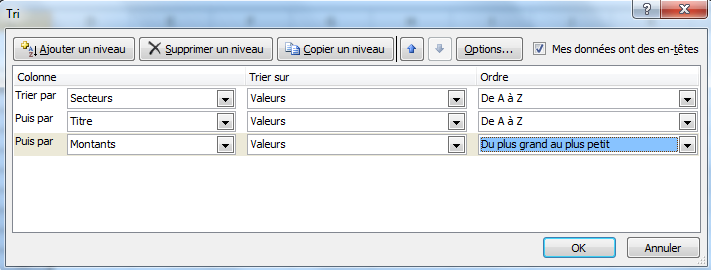 Tri
Ajouter un niveau Supprimer un niveau Copier un niveau Options... Mes données ont des en-têtes
Colonne Trier sur Ordre
Trier par Secteurs Valeurs De A à Z
Puis par Titre Valeurs De A à Z
Puis par Montants Valeurs Du plus grand au plus petit
OK Annuler